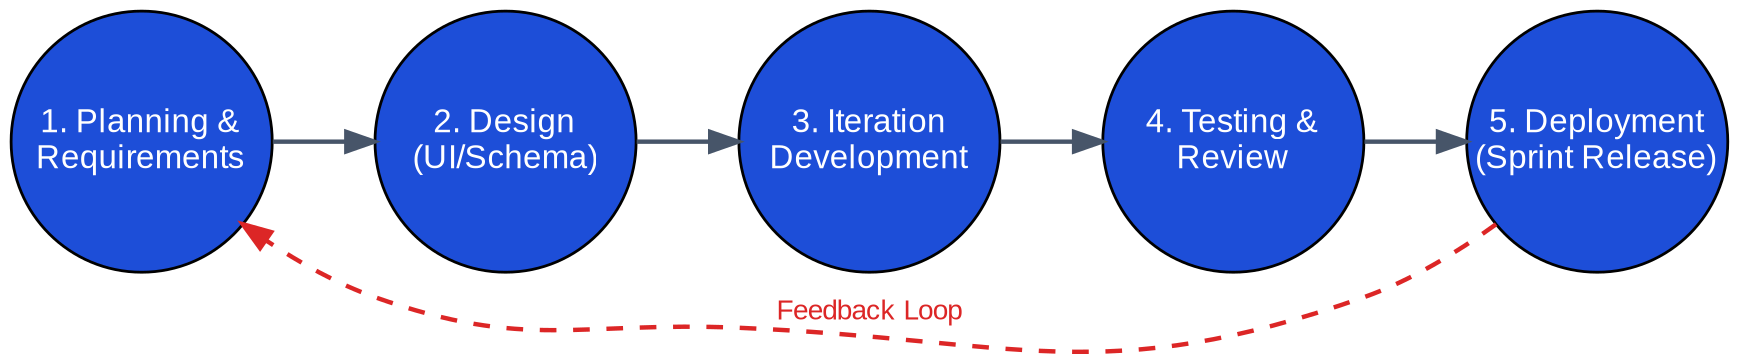 1. Planning &
Requirements
2. Design
(UI/Schema)
3. Iteration
Development
4. Testing &
Review
5. Deployment
(Sprint Release)
Feedback Loop